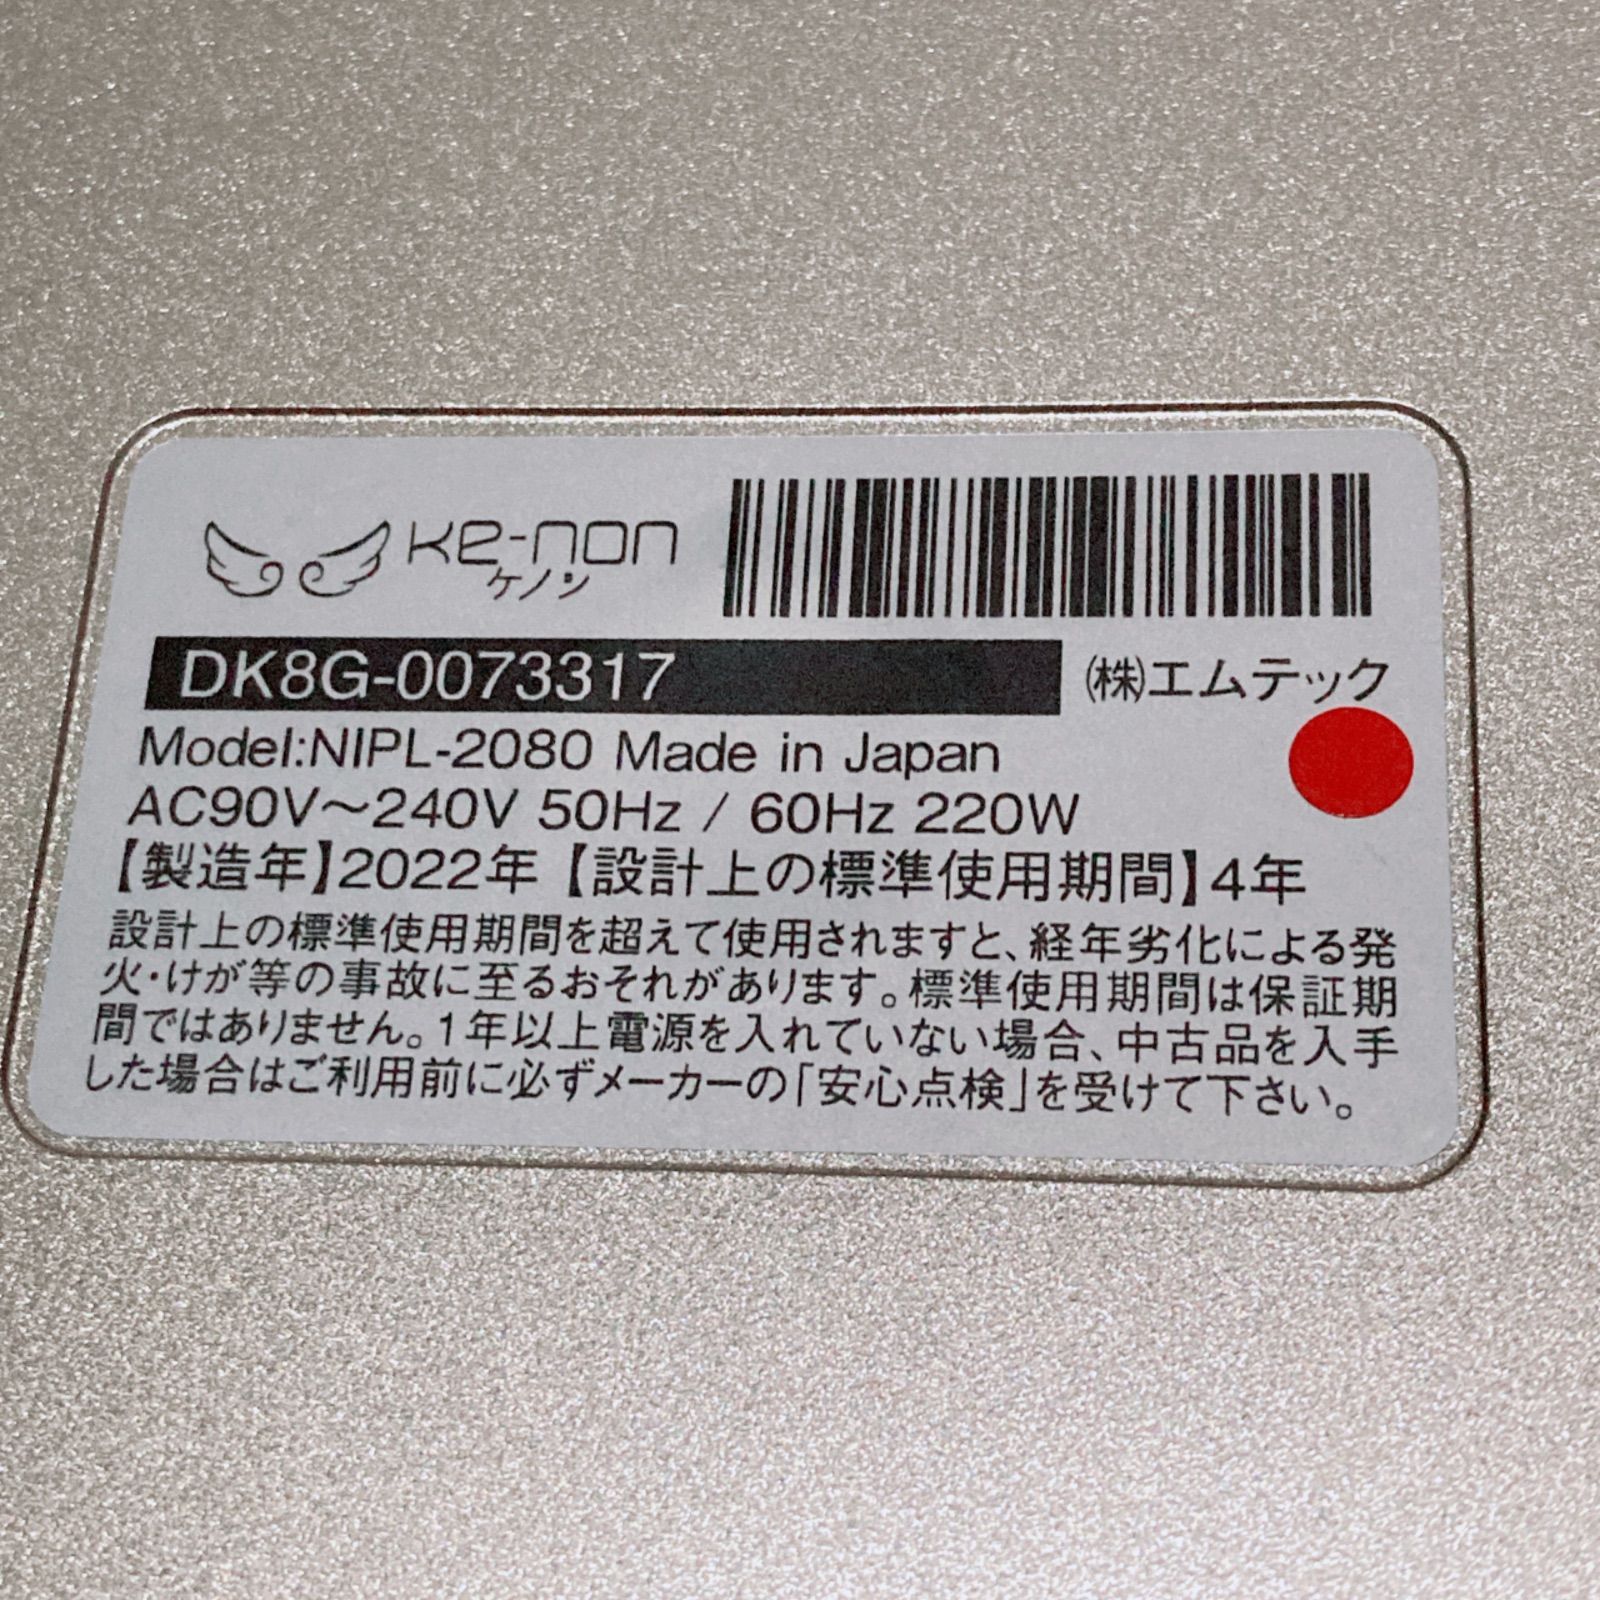 ke-non
ケノン
DK8G-0073317
㈱エムテック
Model:NIPL-2080 Made in Japan
AC90V～240V 50Hz / 60Hz 220W
【製造年】2022年【設計上の標準使用期間】4年
設計上の標準使用期間を超えて使用されますと、経年劣化による発
火・けが等の事故に至るおそれがあります。標準使用期間は保証期
間ではありません。1年以上電源を入れていない場合、中古品を入手
した場合はご利用前に必ずメーカーの「安心点検」を受けて下さい。